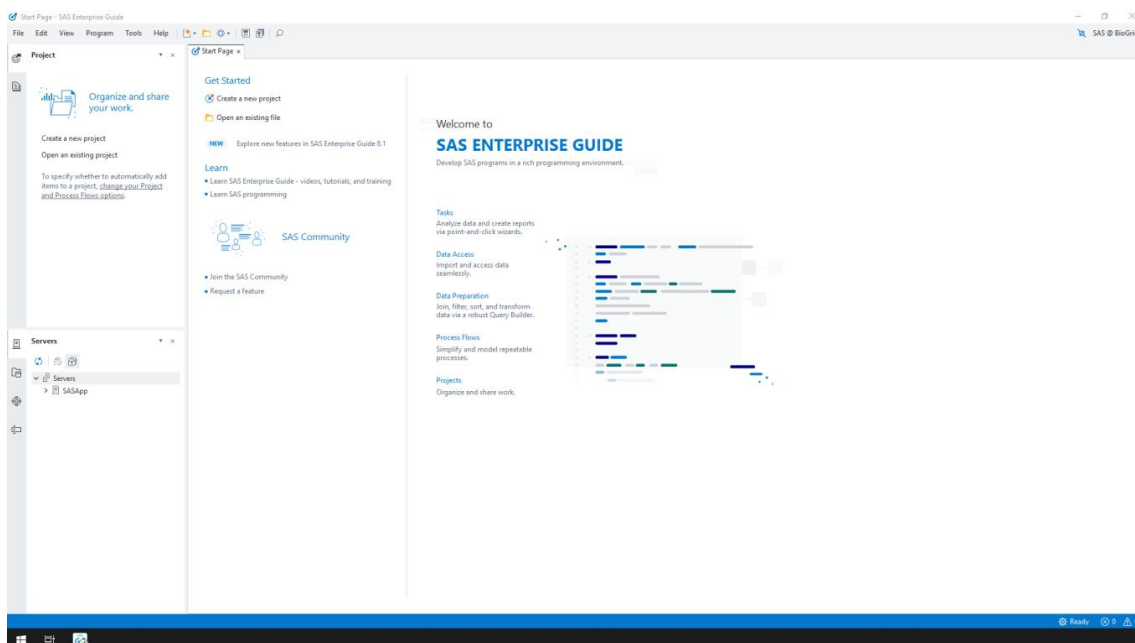 Start Page - SAS Enterprise Guide
File Edit View Program Tools Help
SAS @ BioGri
Project
Start Page
Organize and share
your work.
Create a new project
Open an existing project
To specify whether to automatically add
items to a project, change your Project
and Process Flows options.
Servers
Servers
SASApp
Get Started
Create a new project
Open an existing file
NEW Explore new features in SAS Enterprise Guide 8.1
Learn
• Learn SAS Enterprise Guide - videos, tutorials, and training
• Learn SAS programming
SAS Community
• Join the SAS Community
• Request a feature
Welcome to
SAS ENTERPRISE GUIDE
Develop SAS programs in a rich programming environment.
Tasks
Analyze data and create reports
via point-and-click wizards.
Data Access
Import and access data
seamlessly.
Data Preparation
Join, filter, sort, and transform
data via a robust Query Builder.
Process Flows
Simplify and model repeatable
processes.
Projects
Organize and share work.
Ready 0